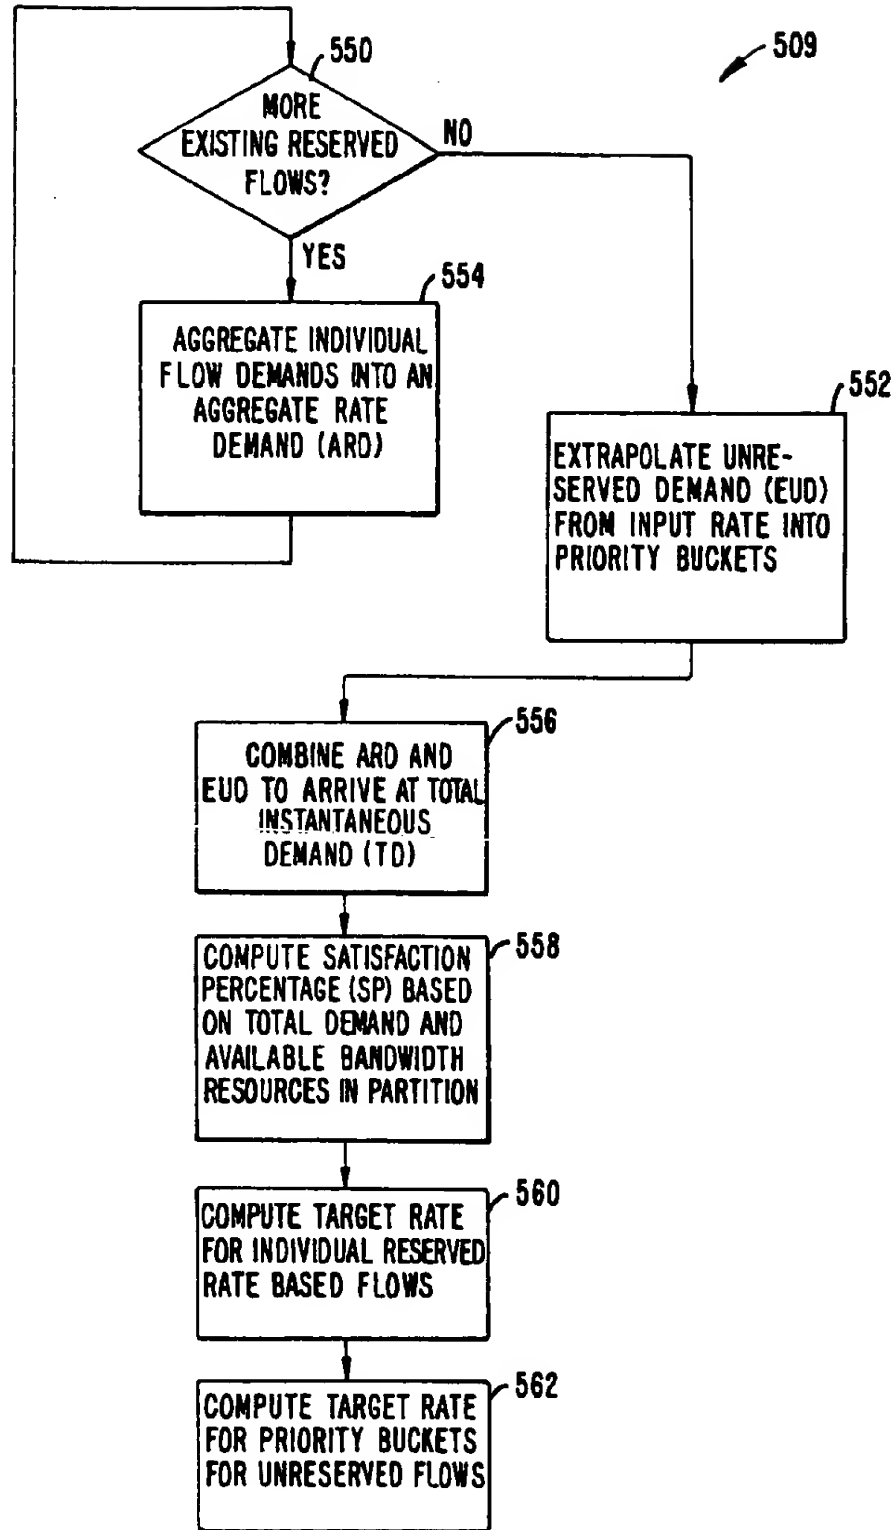 509
550
MORE
EXISTING RESERVED
FLOWS?
NO
YES
554
AGGREGATE INDIVIDUAL
FLOW DEMANDS INTO AN
AGGREGATE RATE
DEMAND (ARD)
552
EXTRAPOLATE UNRE-
SERVED DEMAND (EUD)
FROM INPUT RATE INTO
PRIORITY BUCKETS
556
COMBINE ARD AND
EUD TO ARRIVE AT TOTAL
INSTANTANEOUS
DEMAND (TD)
558
COMPUTE SATISFACTION
PERCENTAGE (SP) BASED
ON TOTAL DEMAND AND
AVAILABLE BANDWIDTH
RESOURCES IN PARTITION
560
COMPUTE TARGET RATE
FOR INDIVIDUAL RESERVED
RATE BASED FLOWS
562
COMPUTE TARGET RATE
FOR PRIORITY BUCKETS
FOR UNRESERVED FLOWS